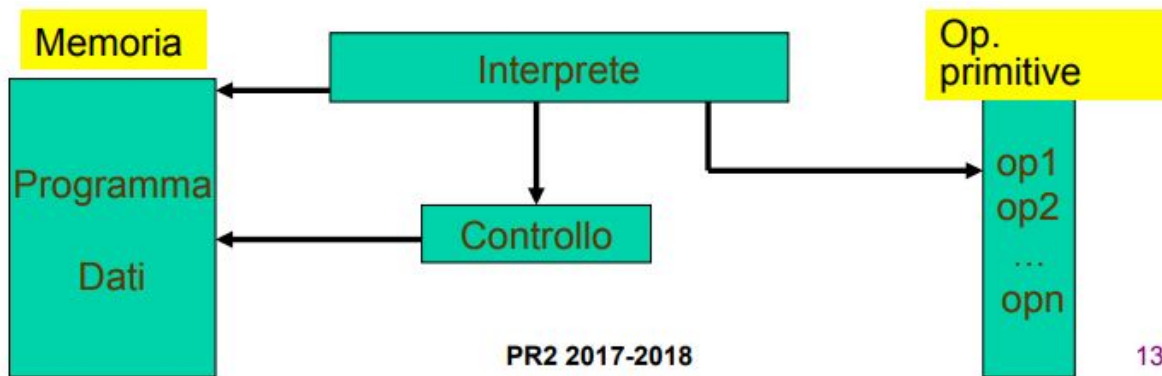 Memoria
Interprete
Op.
primitive
Programma
Dati
Controllo
op1
op2
...
opn
PR2 2017-2018
13